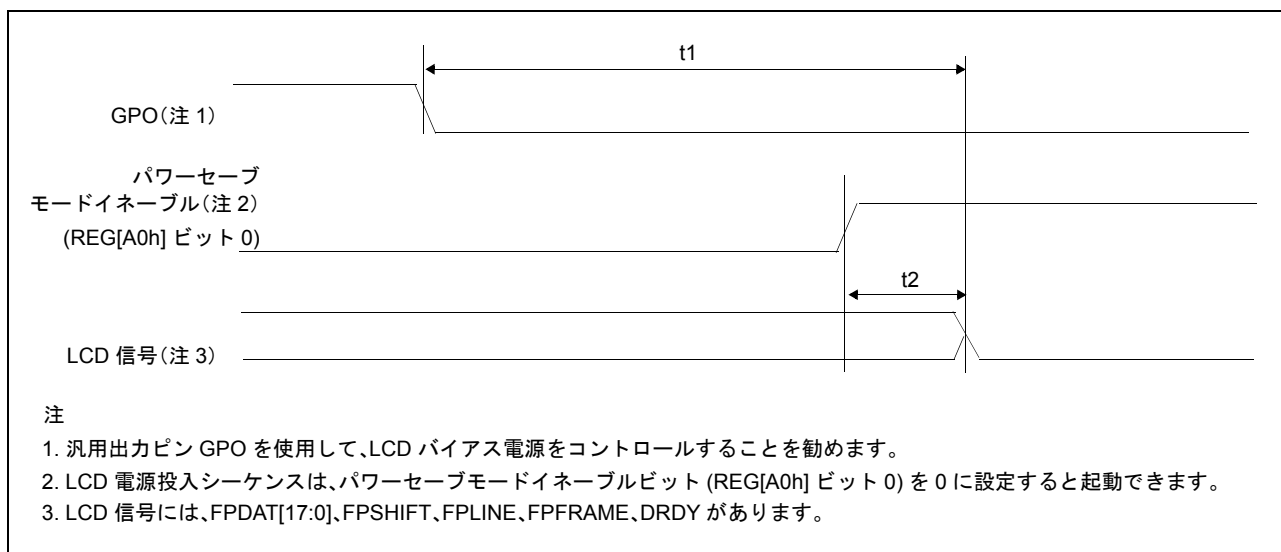 t1
GPO（注 1）
パワーセーブ
モードイネーブル（注 2）
(REG[A0h] ビット 0)
t2
LCD 信号（注 3）
注
1. 汎用出力ピン GPO を使用して、LCD バイアス電源をコントロールすることを勧めます。
2. LCD 電源投入シーケンスは、パワーセーブモードイネーブルビット (REG[A0h] ビット 0) を 0 に設定すると起動できます。
3. LCD 信号には、FPDAT[17:0]、FPSHIFT、FPLINE、FPFRAME、DRDY があります。